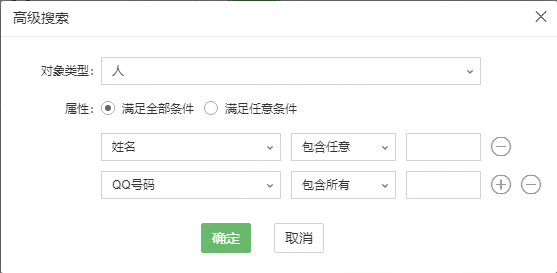 高级搜索
对象类型: 人
属性: 满足全部条件 满足任意条件
姓名 包含任意
QQ号码 包含所有
确定 取消